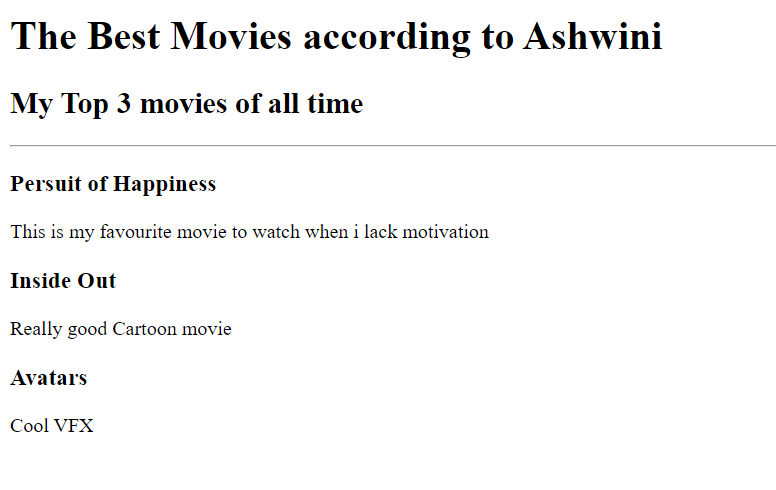 The Best Movies according to Ashwini
My Top 3 movies of all time
Persuit of Happiness
This is my favourite movie to watch when i lack motivation
Inside Out
Really good Cartoon movie
Avatars
Cool VFX